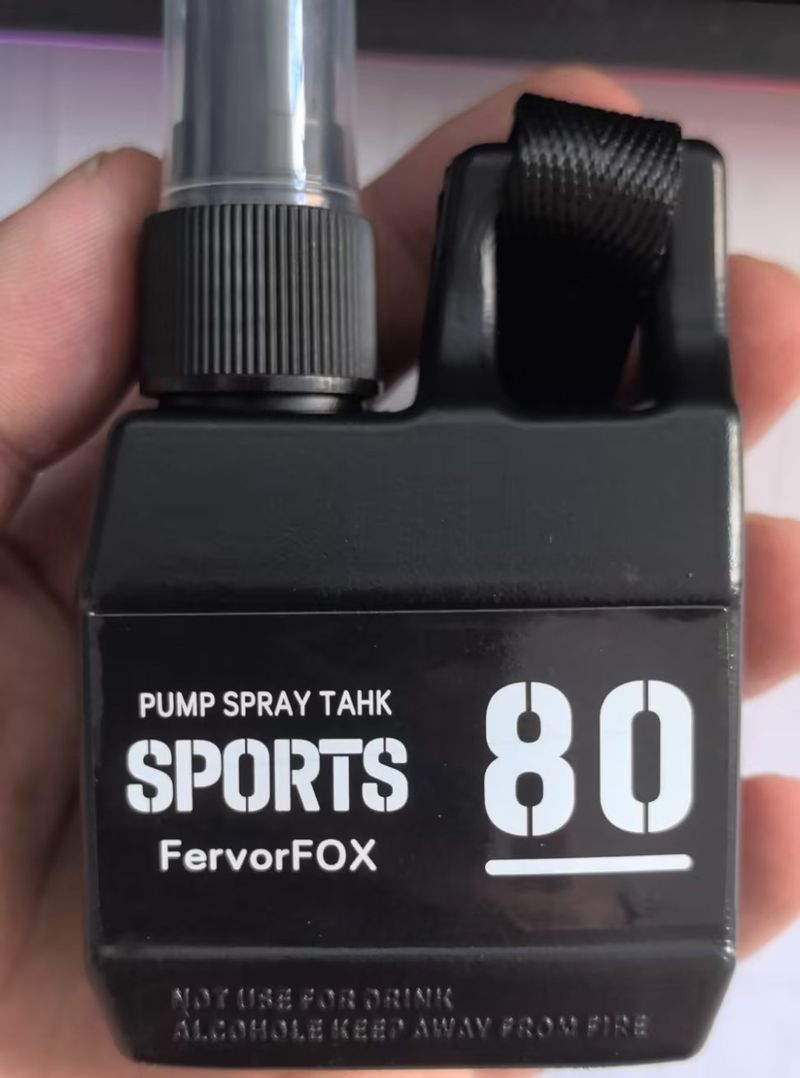 PUMP SPRAY TAHK
SPORTS
FervorFOX
80
NOT USE FOR DRINK
ALCOHOLE KEEP AWAY FROM FIRE